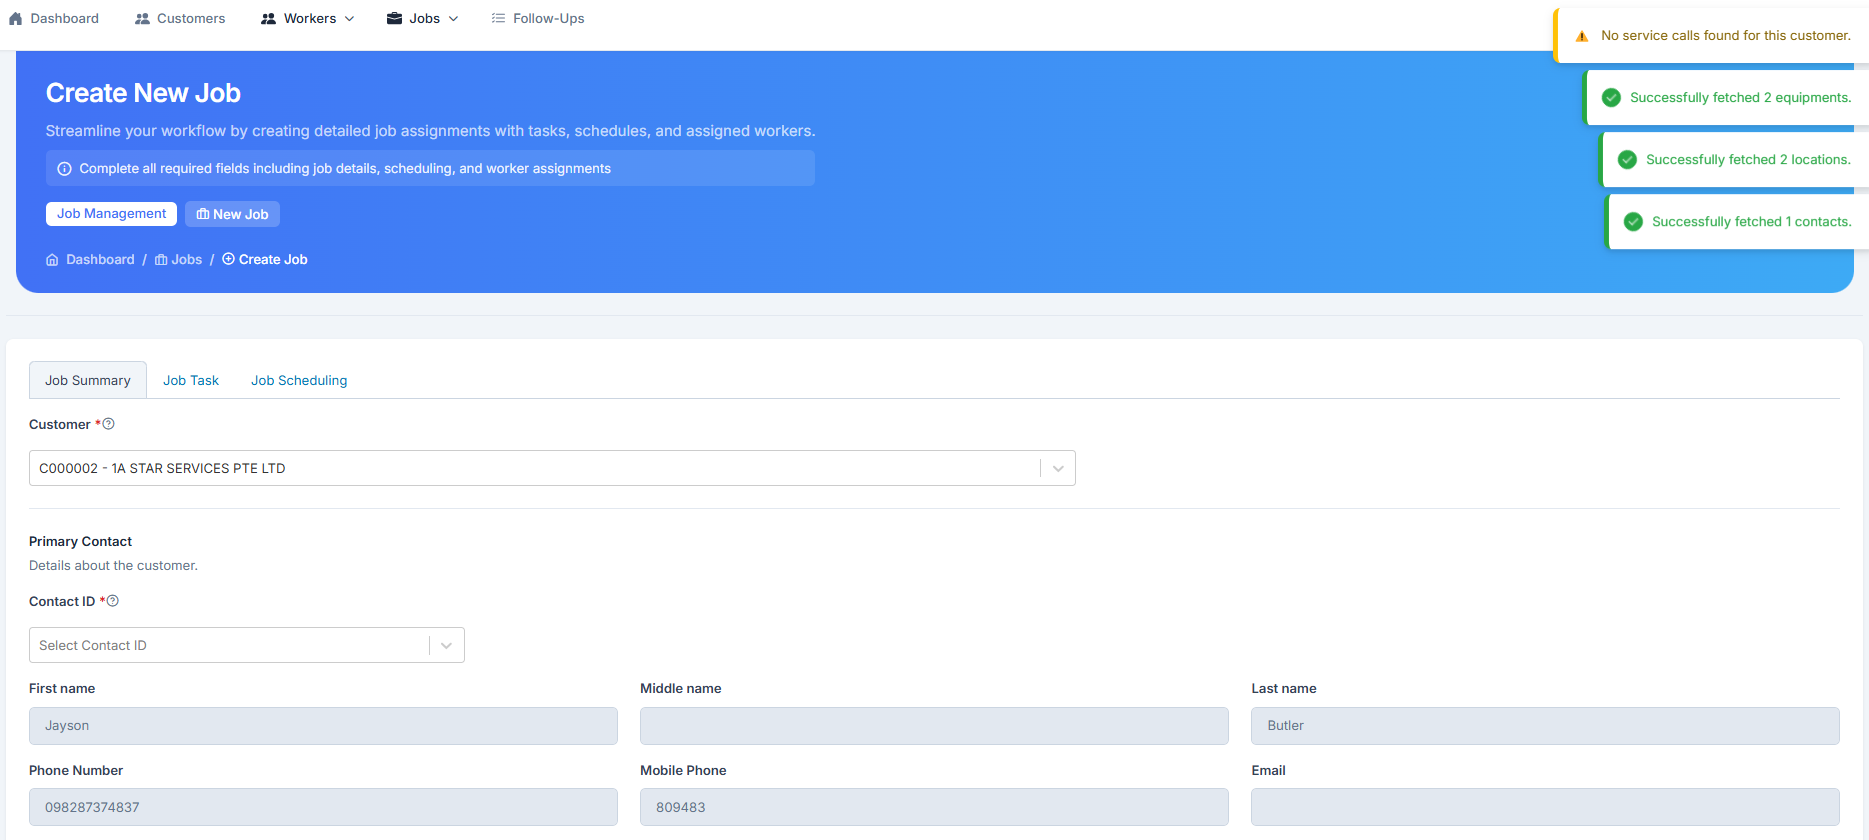 Dashboard
Customers
Workers
Jobs
Follow-Ups
No service calls found for this customer.
Successfully fetched 2 equipments.
Successfully fetched 2 locations.
Successfully fetched 1 contacts.
Create New Job
Streamline your workflow by creating detailed job assignments with tasks, schedules, and assigned workers.
Complete all required fields including job details, scheduling, and worker assignments
Job Management
New Job
Dashboard / Jobs / Create Job
Job Summary
Job Task
Job Scheduling
Customer *
C000002 - 1A STAR SERVICES PTE LTD
Primary Contact
Details about the customer.
Contact ID *
Select Contact ID
First name
Middle name
Last name
Jayson
Butler
Phone Number
Mobile Phone
Email
098287374837
809483